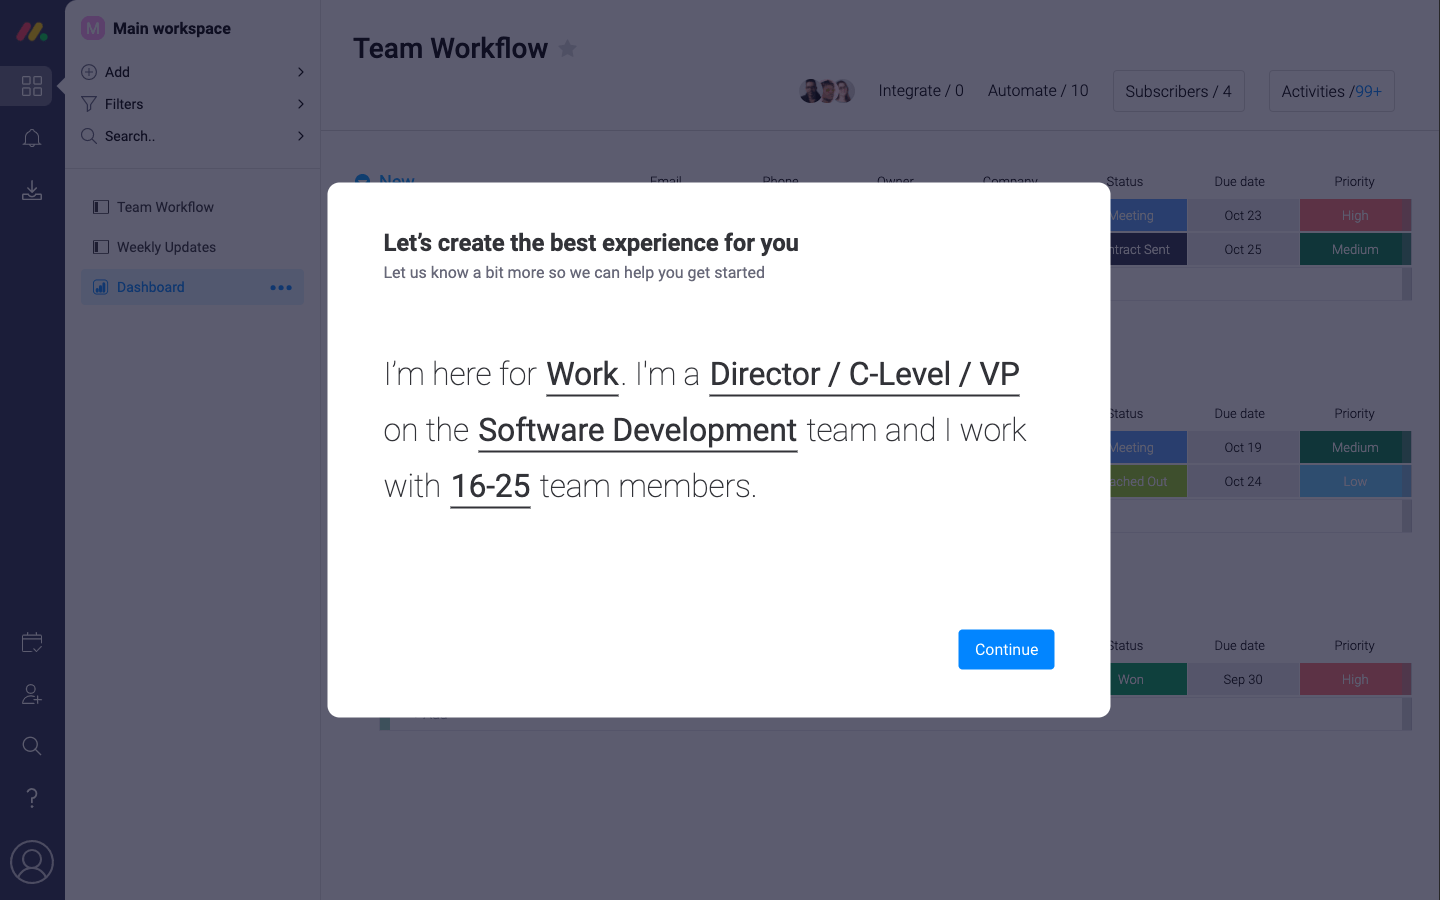 M Main workspace
Add
Filters
Search..
Team Workflow
Weekly Updates
Dashboard
Team Workflow
Integrate / 0 Automate / 10 Subscribers / 4 Activities /99+
Email Phone Owner Company Status Due date Priority
Meeting Oct 23 High
ntract Sent Oct 25 Medium
Let's create the best experience for you
Let us know a bit more so we can help you get started
I'm here for Work. I'm a Director / C-Level / VP
on the Software Development team and I work
with 16-25 team members.
Continue
Status Due date Priority
Meeting Oct 19 Medium
ached Out Oct 24 Low
Status Due date Priority
Won Sep 30 High